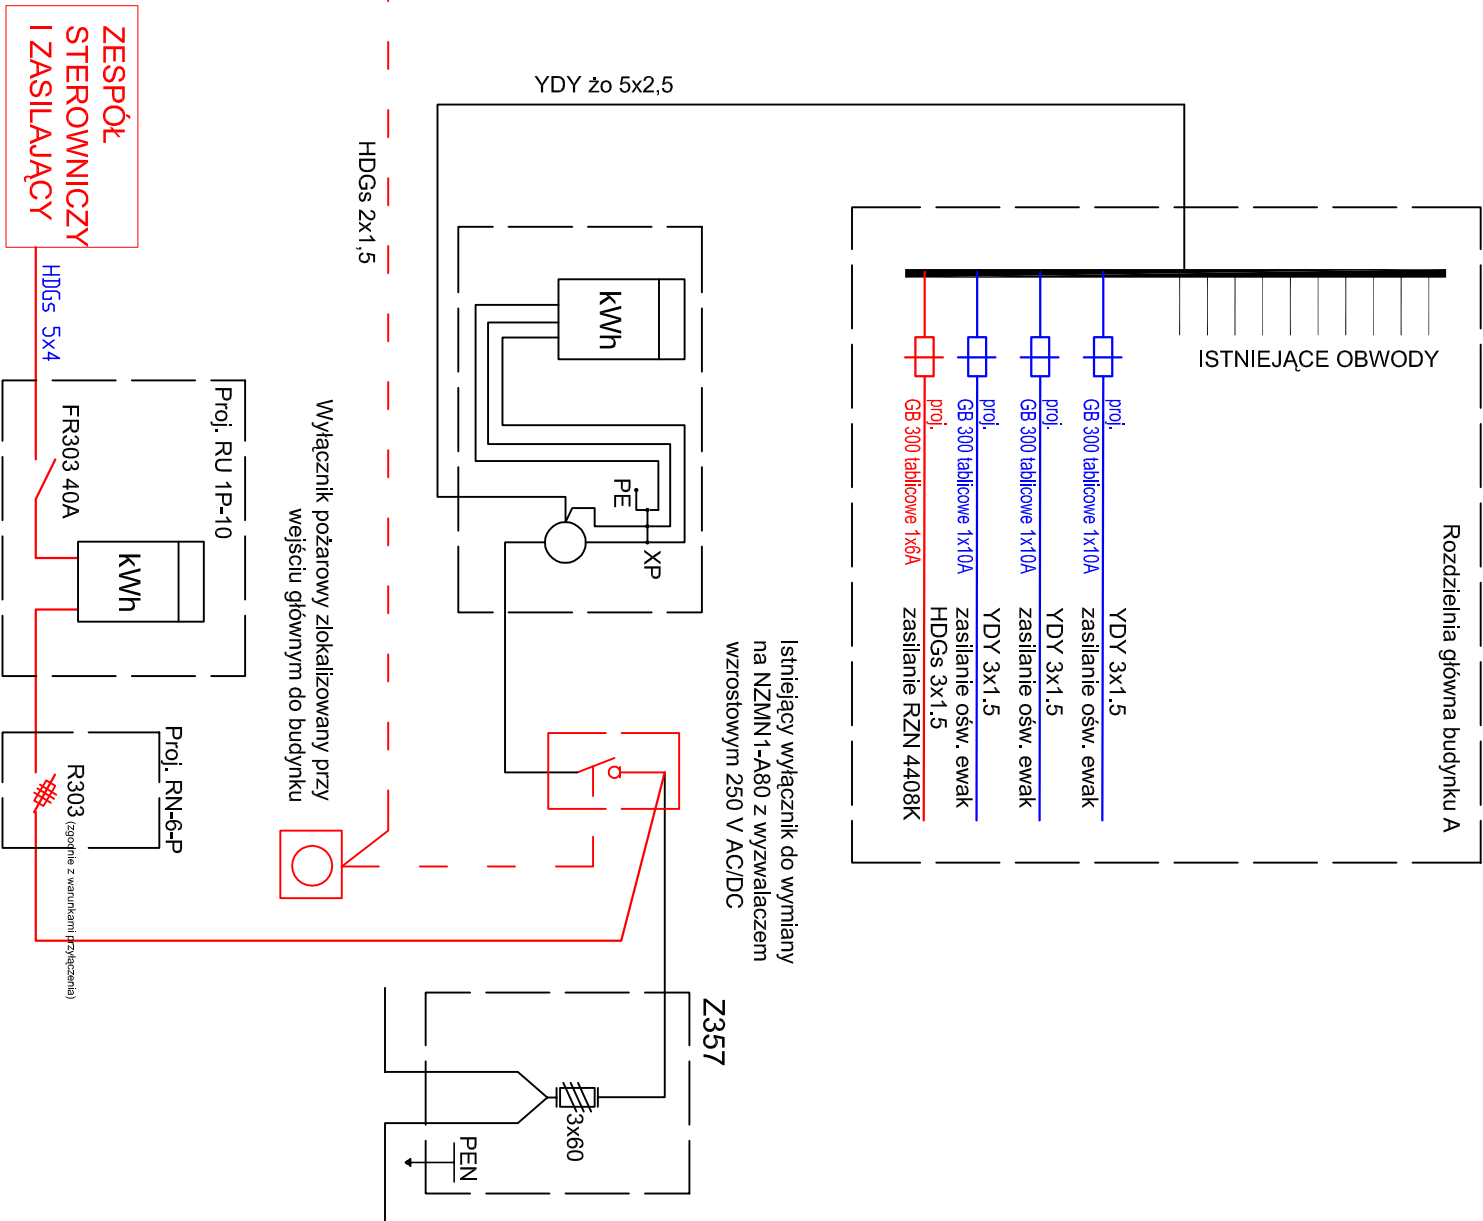 ZESPÓŁ
STEROWNICZY
I ZASILAJĄCY
HDGs 5x4
Proj. RU 1P-10
FR303 40A
kWh
Proj. RN-6-P
R303 (zgodnie z warunkami przyłączenia)
YDY żo 5x2,5
HDGs 2x1,5
kWh
PE
XP
Wyłącznik pożarowy zlokalizowany przy
wejściu głównym do budynku
Istniejący wyłącznik do wymiany
na NZMN1-A80 z wyzwalaczem
wzrostowym 250 V AC/DC
Z357
3x60
PEN
Rozdzielnia główna budynku A
ISTNIEJĄCE OBWODY
proj.
GB 300 tablicowe 1x10A
YDY 3x1.5
zasilanie ośw. ewak
proj.
GB 300 tablicowe 1x10A
YDY 3x1.5
zasilanie ośw. ewak
proj.
GB 300 tablicowe 1x10A
YDY 3x1.5
zasilanie ośw. ewak
proj.
GB 300 tablicowe 1x6A
HDGs 3x1.5
zasilanie RZN 4408K